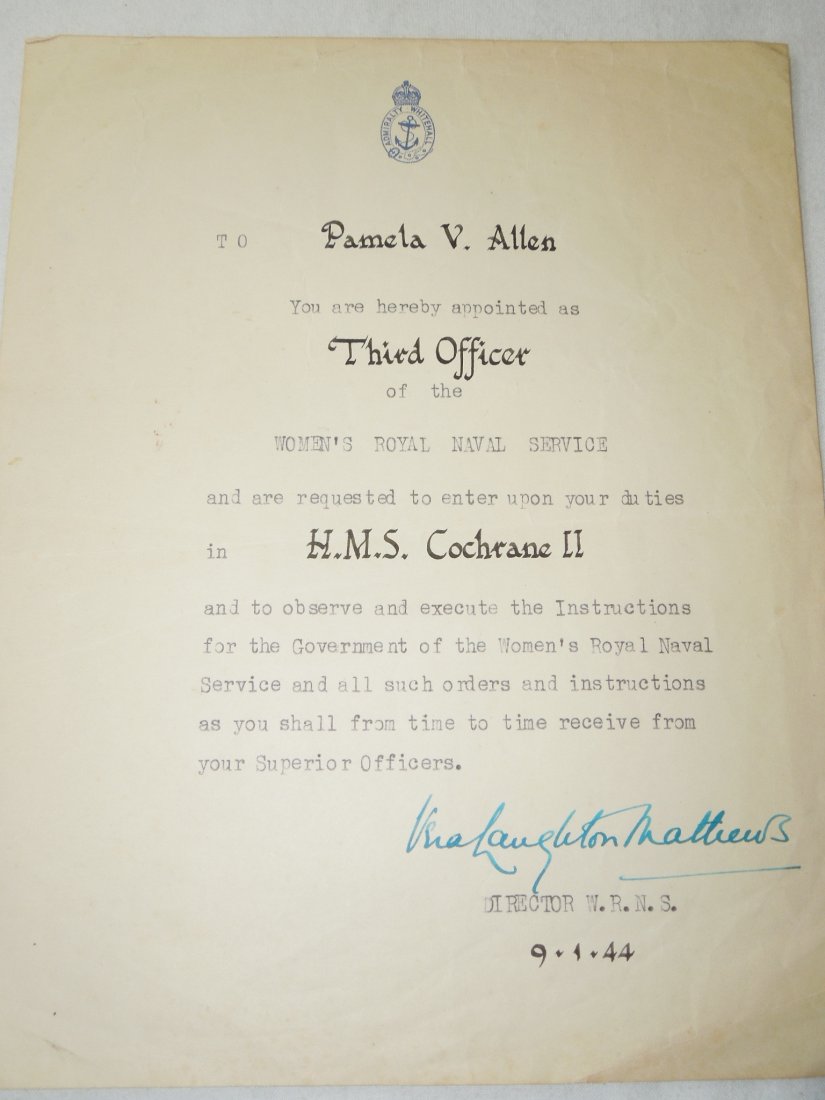 ADMIRALTY WHITEHALL
TO Pamela V. Allen
You are hereby appointed as
Third Officer
of the
WOMEN'S ROYAL NAVAL SERVICE
and are requested to enter upon your duties
in H.M.S. Cochrane II
and to observe and execute the Instructions
for the Government of the Women's Royal Naval
Service and all such orders and instructions
as you shall from time to time receive from
your Superior Officers.
Vera Laughton Mathews
DIRECTOR W.R.N.S.
9.1.44